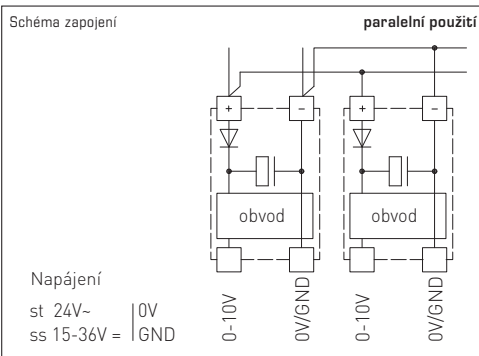 Schéma zapojení
paralelní použití
+ − + −
obvod obvod
Napájení
st 24V~ 0V
ss 15-36V = GND
0-10V
0V/GND
0-10V
0V/GND